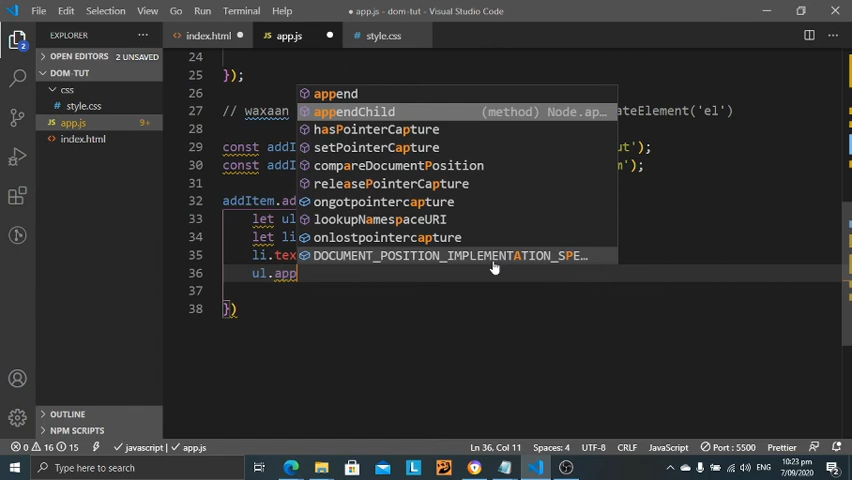 File Edit Selection View Go Run Terminal Help
● app.js - dom-tut - Visual Studio Code
EXPLORER
index.html ●
app.js ●
style.css
OPEN EDITORS 2 UNSAVED
DOM-TUT
css
style.css
app.js 9+
index.html
OUTLINE
NPM SCRIPTS
2
24
25 });
26
27 // waxaan ateElement('el')
28
29 const addI ut');
30 const addI m');
31
32 addItem.ad
33 let ul
34 let li
35 li.tex
36 ul.app
37
38 })
append
appendChild (method) Node.ap…
hasPointerCapture
setPointerCapture
compareDocumentPosition
releasePointerCapture
ongotpointercapture
lookupNamespaceURI
onlostpointercapture
DOCUMENT_POSITION_IMPLEMENTATION_SPE…
0 16 15 javascript | app.js Ln 36, Col 11 Spaces: 4 UTF-8 CRLF JavaScript Port : 5500 Prettier
Type here to search
ENG
10:23 pm
7/09/2020
2